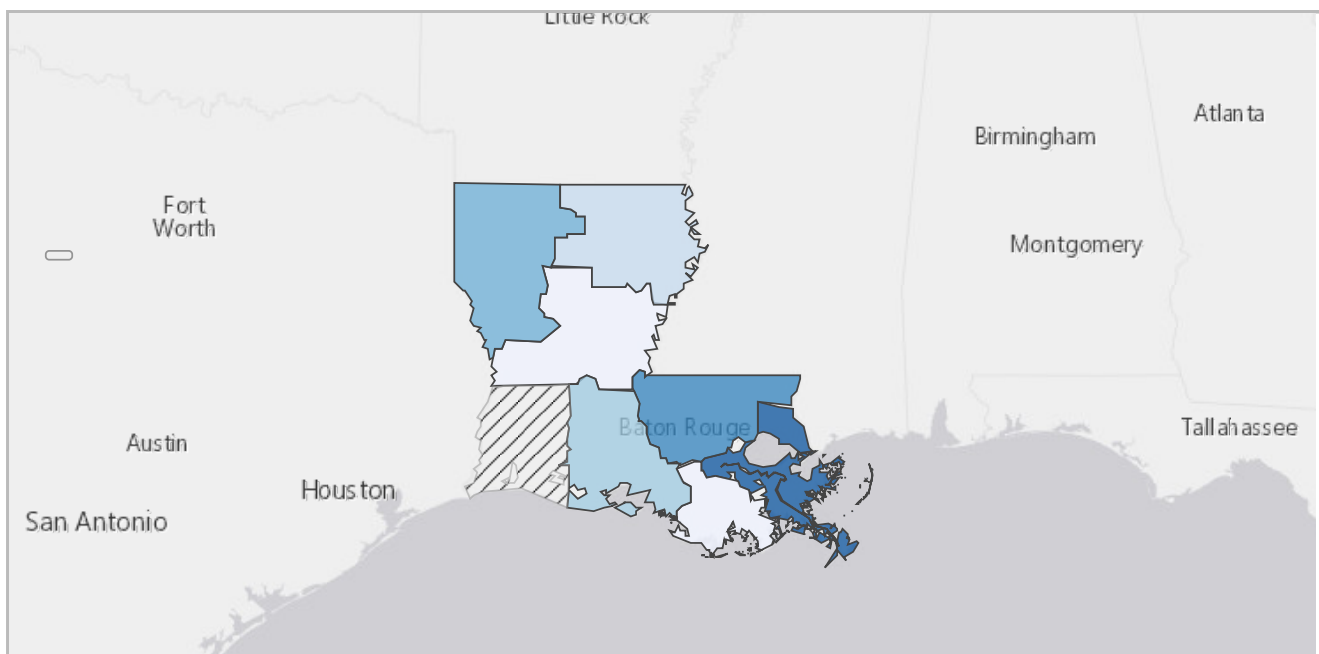 Little Rock
Atlanta
Birmingham
Fort
Worth
Montgomery
Baton Rouge
Tallahassee
Austin
Houston
San Antonio